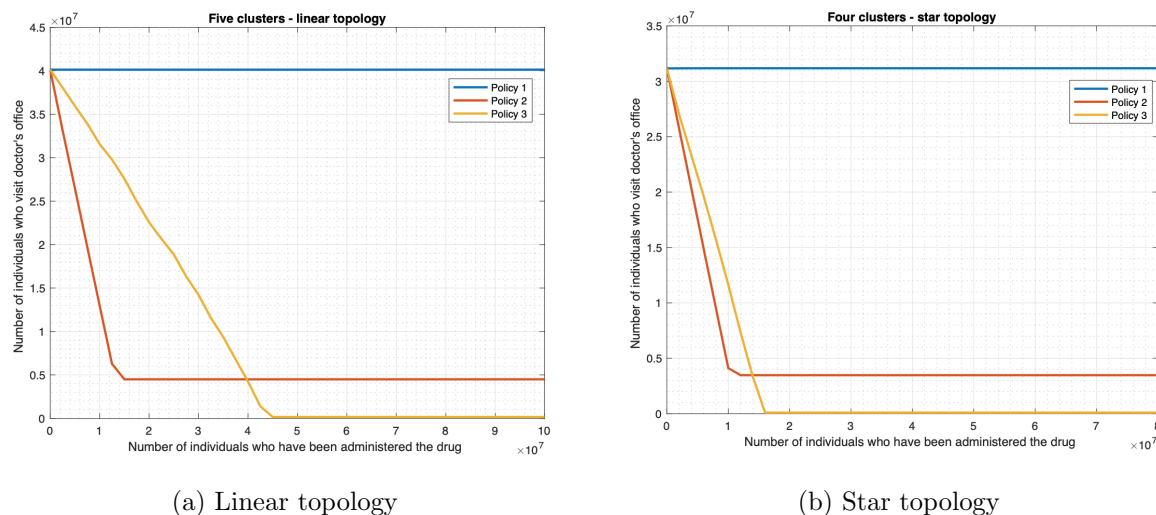 Five clusters - linear topology
×10^7
4.5
4
3.5
3
2.5
2
1.5
1
0.5
0
Number of individuals who visit doctor's office
Policy 1
Policy 2
Policy 3
0 1 2 3 4 5 6 7 8 9 10
Number of individuals who have been administered the drug
×10^7
(a) Linear topology
Four clusters - star topology
×10^7
3.5
3
2.5
2
1.5
1
0.5
0
Number of individuals who visit doctor's office
Policy 1
Policy 2
Policy 3
0 1 2 3 4 5 6 7 8
Number of individuals who have been administered the drug
×10^7
(b) Star topology